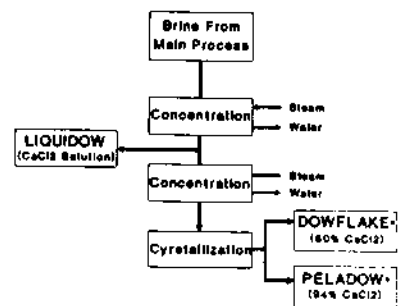 Brine From
Main Process
Concentration
Steam
Water
LIQUIDOW
(CaCl2 Solution)
Concentration
Steam
Water
Cyretallization
DOWFLAKE•
(80% CaCl2)
PELADOW•
(94% CaCl2)